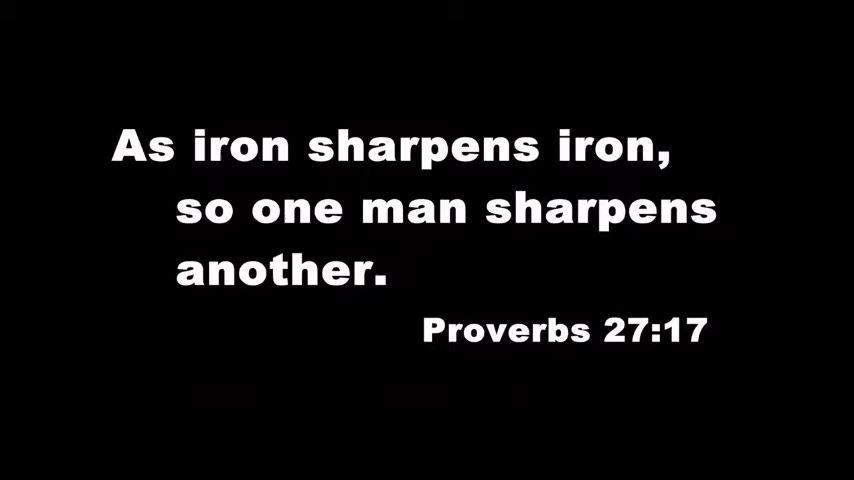 As iron sharpens iron,
so one man sharpens
another.
Proverbs 27:17